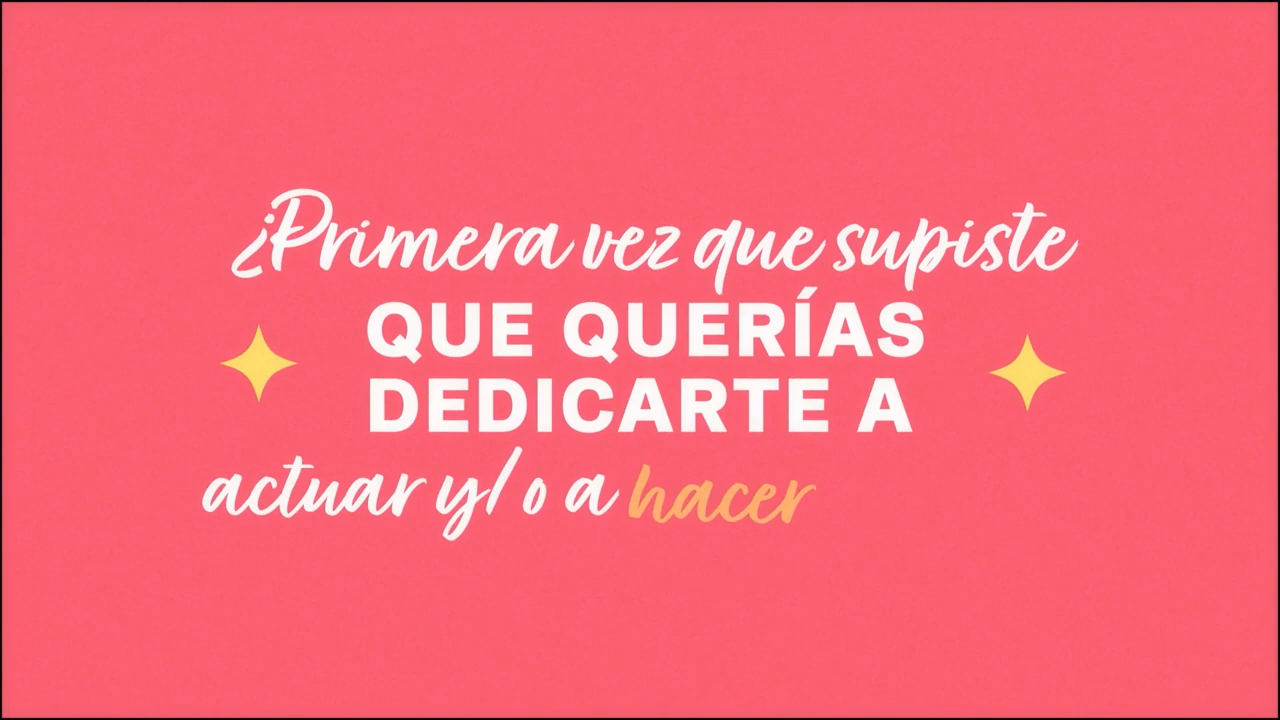 ¿Primera vez que supiste
QUE QUERÍAS
DEDICARTE A
actuar y/o a hacer